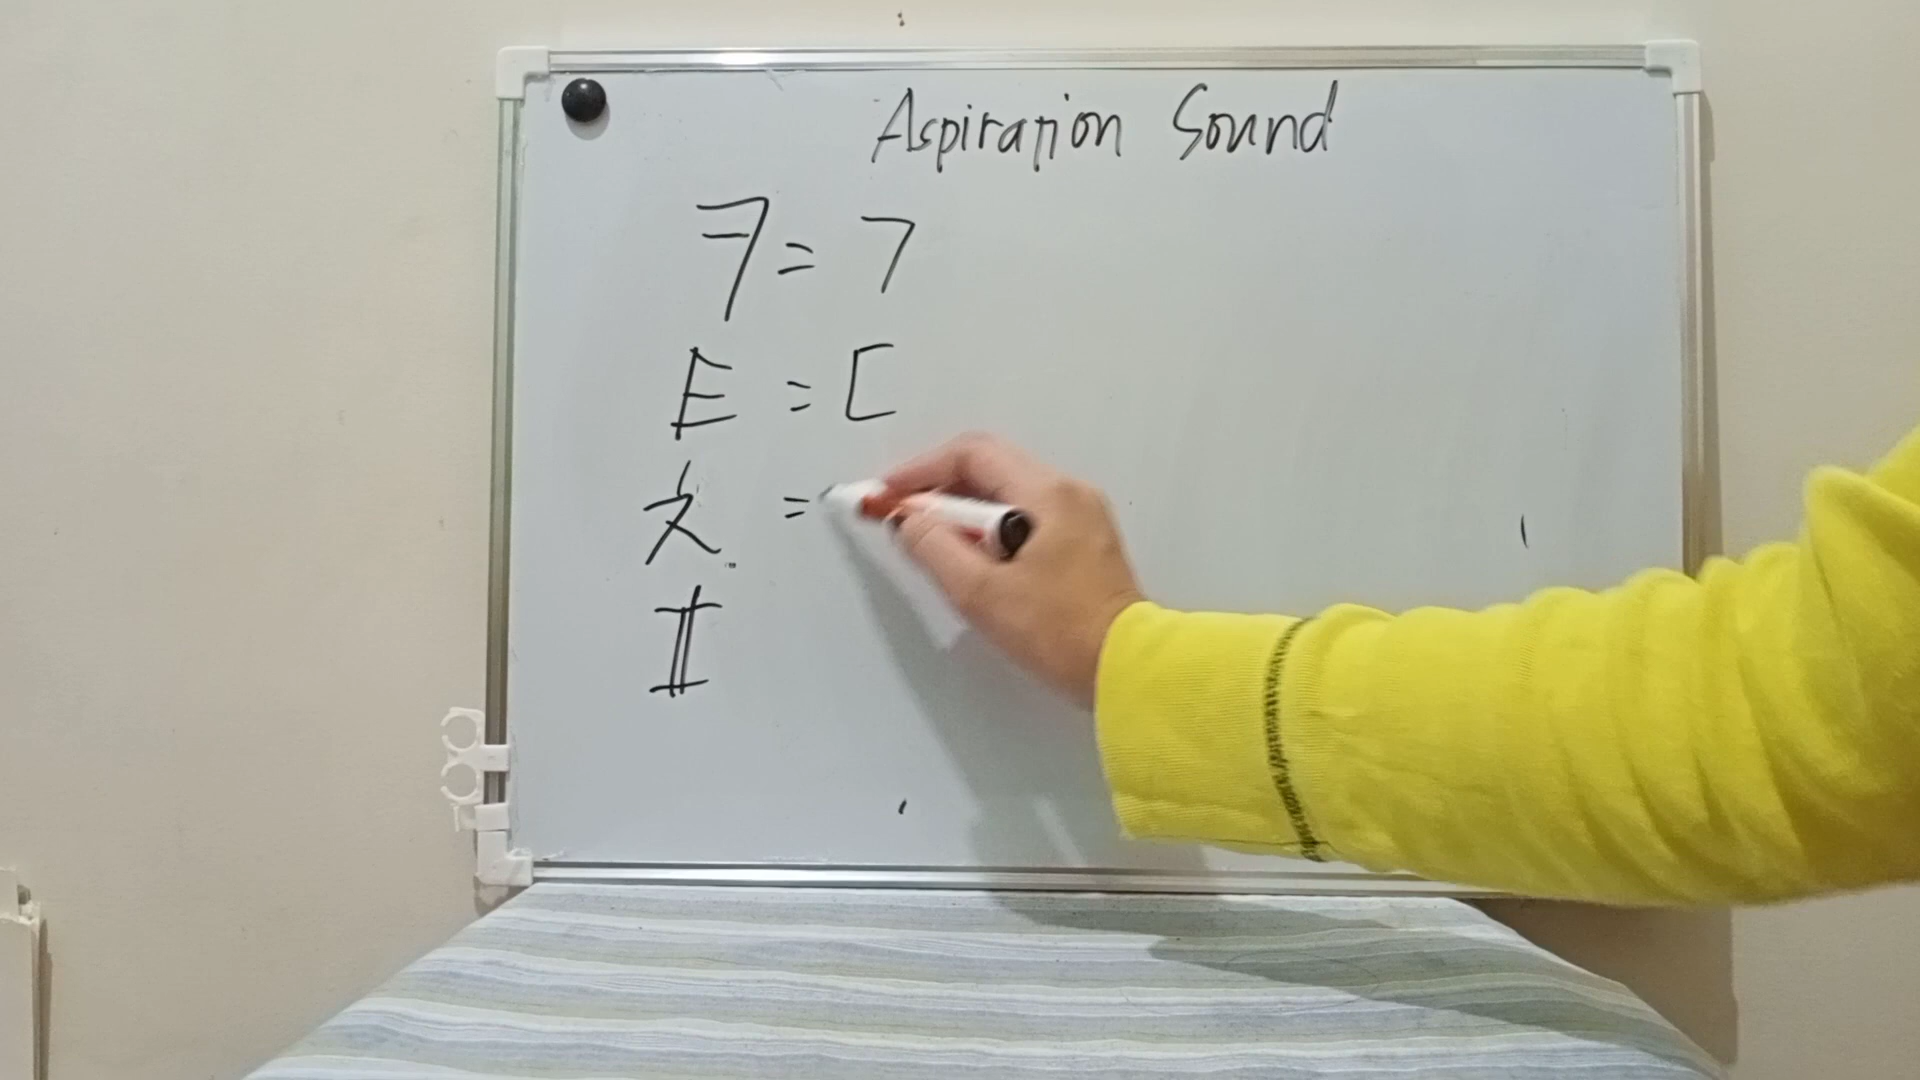 Aspiration Sound
ㅋ = ㄱ
ㅌ = ㄷ
ㅊ =
ㅍ